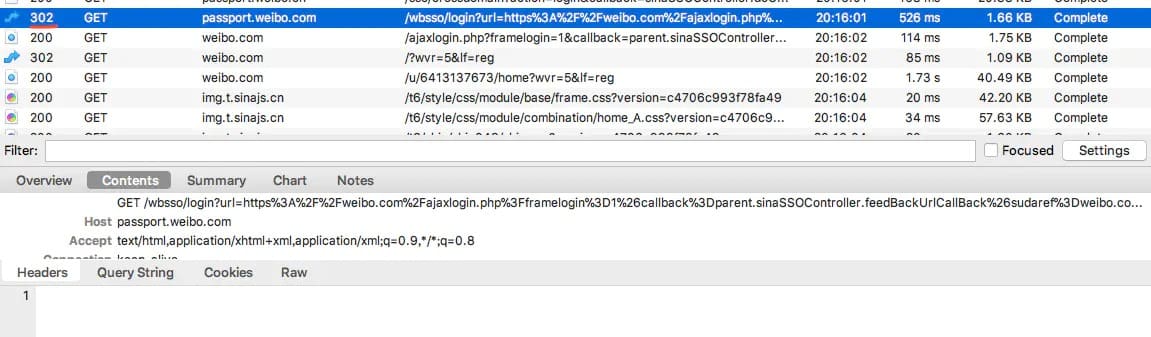 302 GET passport.weibo.com /wbsso/login?url=https%3A%2F%2Fweibo.com%2Fajaxlogin.php%... 20:16:01 526 ms 1.66 KB Complete
200 GET weibo.com /ajaxlogin.php?framelogin=1&callback=parent.sinaSSOController... 20:16:02 114 ms 1.75 KB Complete
302 GET weibo.com /?wvr=5&lf=reg 20:16:02 85 ms 1.09 KB Complete
200 GET weibo.com /u/6413137673/home?wvr=5&lf=reg 20:16:02 1.73 s 40.49 KB Complete
200 GET img.t.sinajs.cn /t6/style/css/module/base/frame.css?version=c4706c993f78fa49 20:16:04 20 ms 42.20 KB Complete
200 GET img.t.sinajs.cn /t6/style/css/module/combination/home_A.css?version=c4706c9... 20:16:04 34 ms 57.63 KB Complete
Filter: Focused Settings
Overview Contents Summary Chart Notes
GET /wbsso/login?url=https%3A%2F%2Fweibo.com%2Fajaxlogin.php%3Fframelogin%3D1%26callback%3Dparent.sinaSSOController.feedBackUrlCallBack%26sudaref%3Dweibo.co...
Host passport.weibo.com
Accept text/html,application/xhtml+xml,application/xml;q=0.9,*/*;q=0.8
Connection keep-alive
Headers Query String Cookies Raw
1